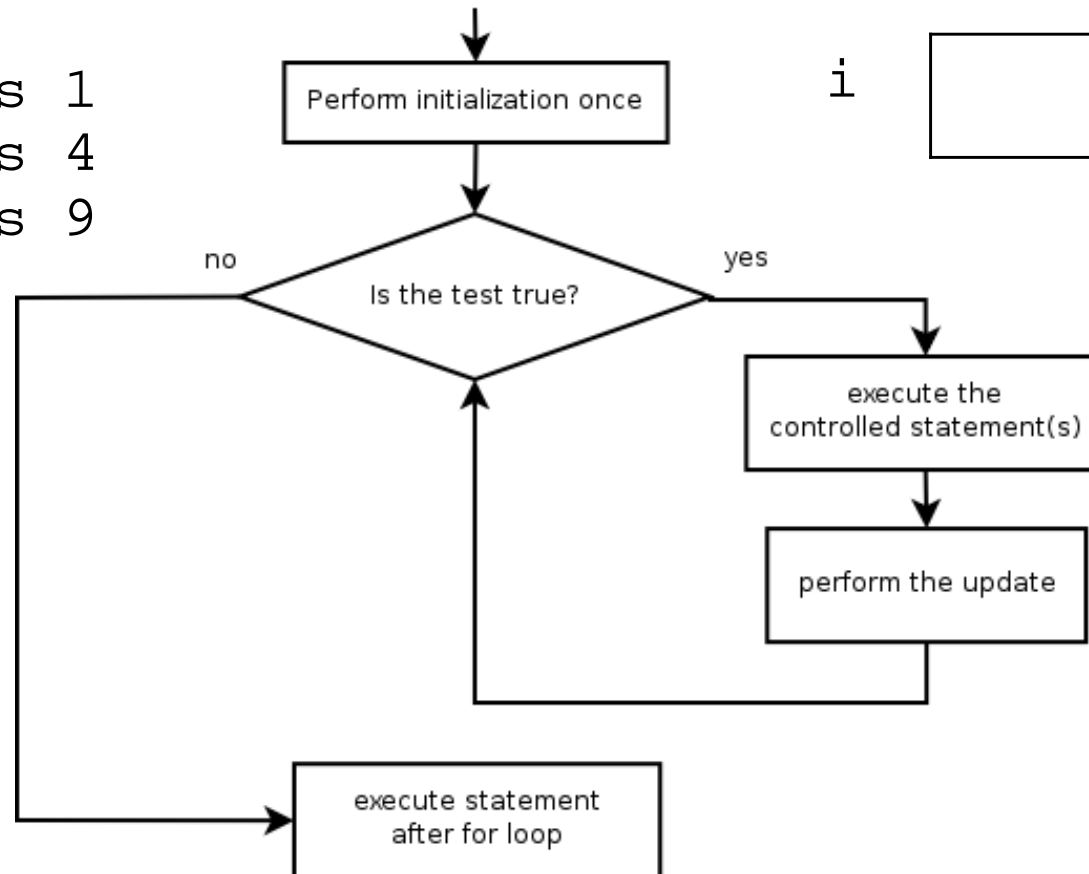 s 1
s 4
s 9
Perform initialization once
i
no
Is the test true?
yes
execute the
controlled statement(s)
perform the update
execute statement
after for loop